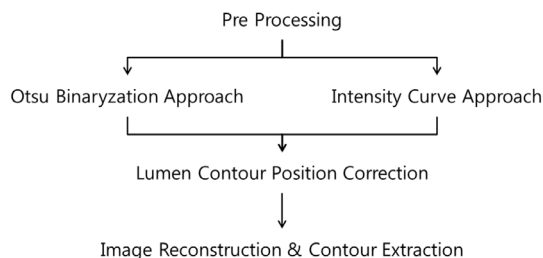 Pre Processing
Otsu Binaryzation Approach
Intensity Curve Approach
Lumen Contour Position Correction
Image Reconstruction & Contour Extraction